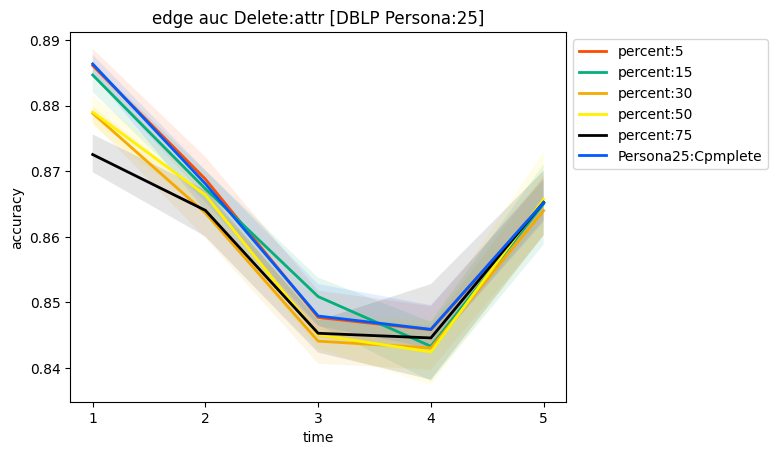 edge auc Delete:attr [DBLP Persona:25]
0.89
0.88
0.87
0.86
0.85
0.84
accuracy
1 2 3 4 5
time
percent:5
percent:15
percent:30
percent:50
percent:75
Persona25:Cpmplete